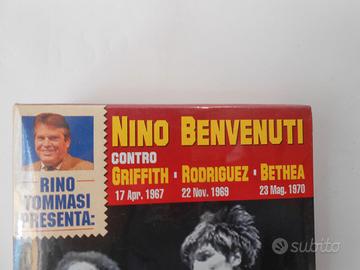 NINO BENVENUTI
CONTRO
GRIFFITH • RODRIGUEZ • BETHEA
17 Apr. 1967 22 Nov. 1969 23 Mag. 1970
RINO
TOMMASI
PRESENTA:
subito